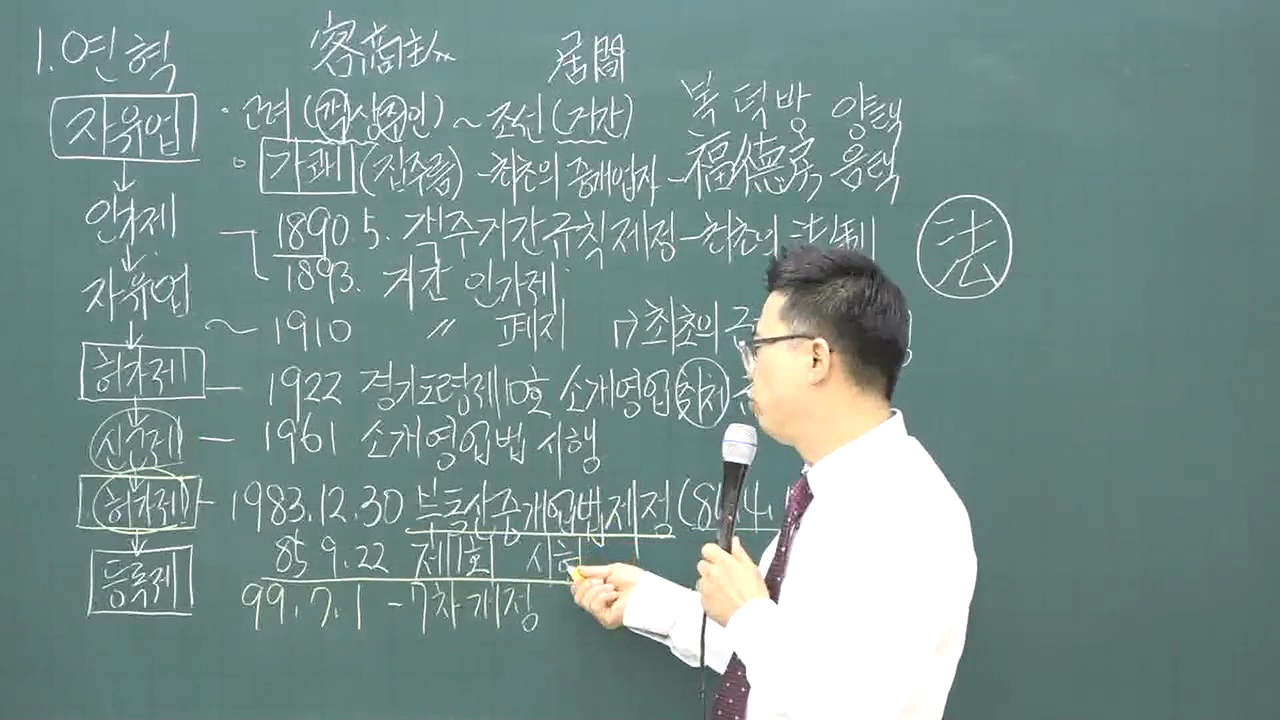 1. 연혁 客商主人 居間
자유업 · 고려 (객상주인) ~ 조선 (거간) 복덕방 양택
가쾌 (집주름) - 최초의 중개업자 - 福德房 음택
인가제 1890. 5. 객주거간규칙제정 - 최초의 法制 法
자유업 1893. 거간 인가제
~ 1910 〃 폐지 → 최초의
허가제 - 1922 경기도령제10호 소개영업취체
신고제 - 1961 소개영업법 시행
허가제 - 1983.12.30 부동산중개업법제정 (84.4.
85 9.22 제1회 시험
등록제 99.7.1 - 7차개정